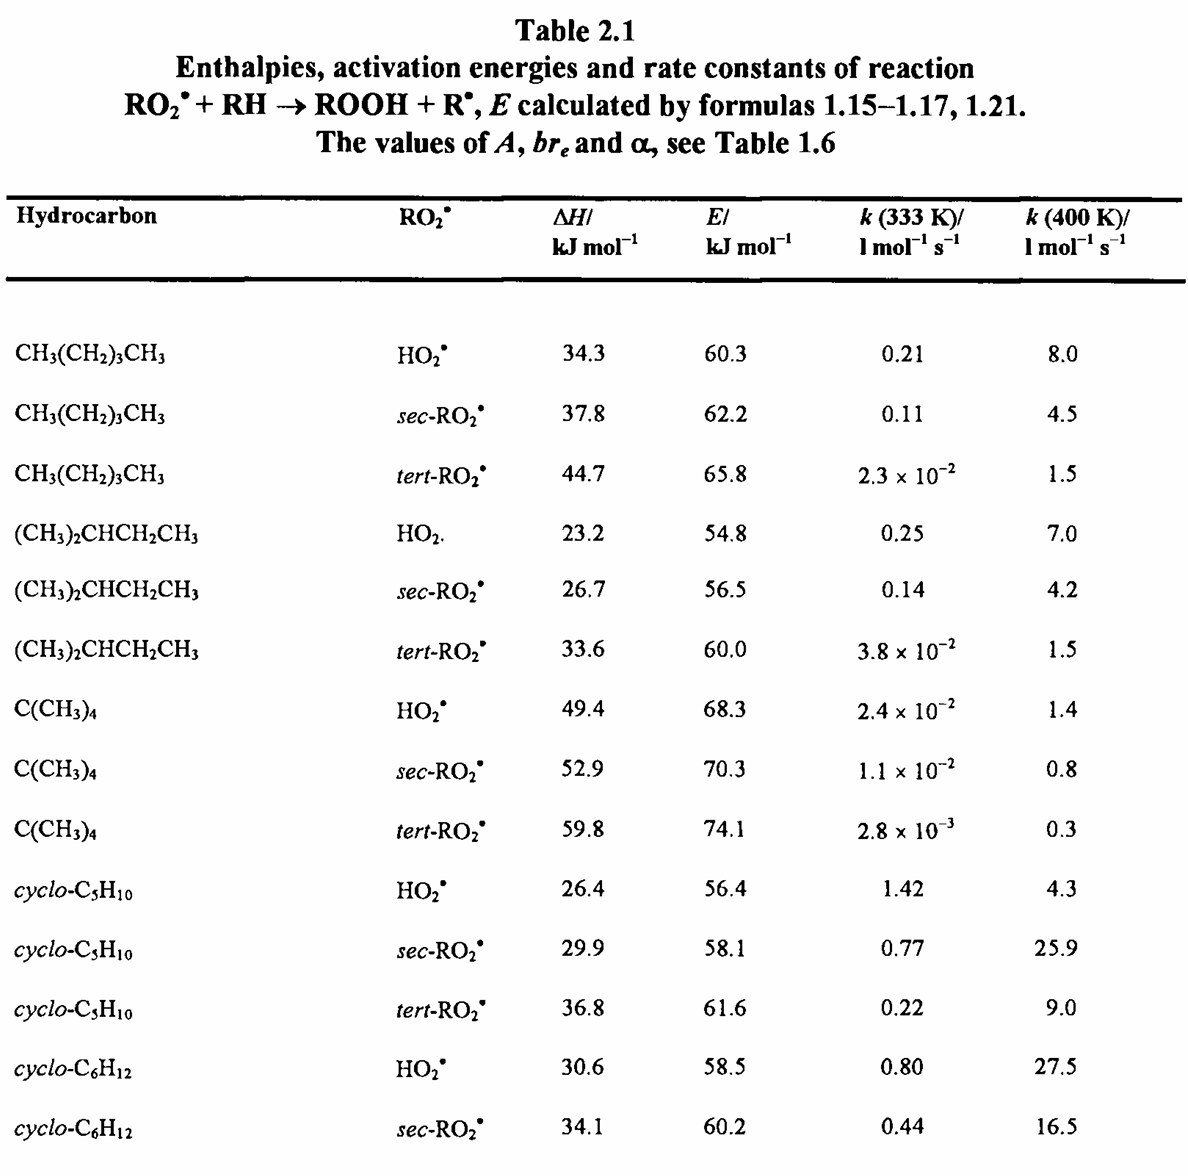 Table 2.1
Enthalpies, activation energies and rate constants of reaction
RO₂• + RH → ROOH + R•, E calculated by formulas 1.15–1.17, 1.21.
The values of A, brₑ and α, see Table 1.6
Hydrocarbon RO₂• ΔH/ E/ k (333 K)/ k (400 K)/
kJ mol⁻¹ kJ mol⁻¹ l mol⁻¹ s⁻¹ l mol⁻¹ s⁻¹
CH₃(CH₂)₃CH₃ HO₂• 34.3 60.3 0.21 8.0
CH₃(CH₂)₃CH₃ sec-RO₂• 37.8 62.2 0.11 4.5
CH₃(CH₂)₃CH₃ tert-RO₂• 44.7 65.8 2.3 × 10⁻² 1.5
(CH₃)₂CHCH₂CH₃ HO₂. 23.2 54.8 0.25 7.0
(CH₃)₂CHCH₂CH₃ sec-RO₂• 26.7 56.5 0.14 4.2
(CH₃)₂CHCH₂CH₃ tert-RO₂• 33.6 60.0 3.8 × 10⁻² 1.5
C(CH₃)₄ HO₂• 49.4 68.3 2.4 × 10⁻² 1.4
C(CH₃)₄ sec-RO₂• 52.9 70.3 1.1 × 10⁻² 0.8
C(CH₃)₄ tert-RO₂• 59.8 74.1 2.8 × 10⁻³ 0.3
cyclo-C₅H₁₀ HO₂• 26.4 56.4 1.42 4.3
cyclo-C₅H₁₀ sec-RO₂• 29.9 58.1 0.77 25.9
cyclo-C₅H₁₀ tert-RO₂• 36.8 61.6 0.22 9.0
cyclo-C₆H₁₂ HO₂• 30.6 58.5 0.80 27.5
cyclo-C₆H₁₂ sec-RO₂• 34.1 60.2 0.44 16.5